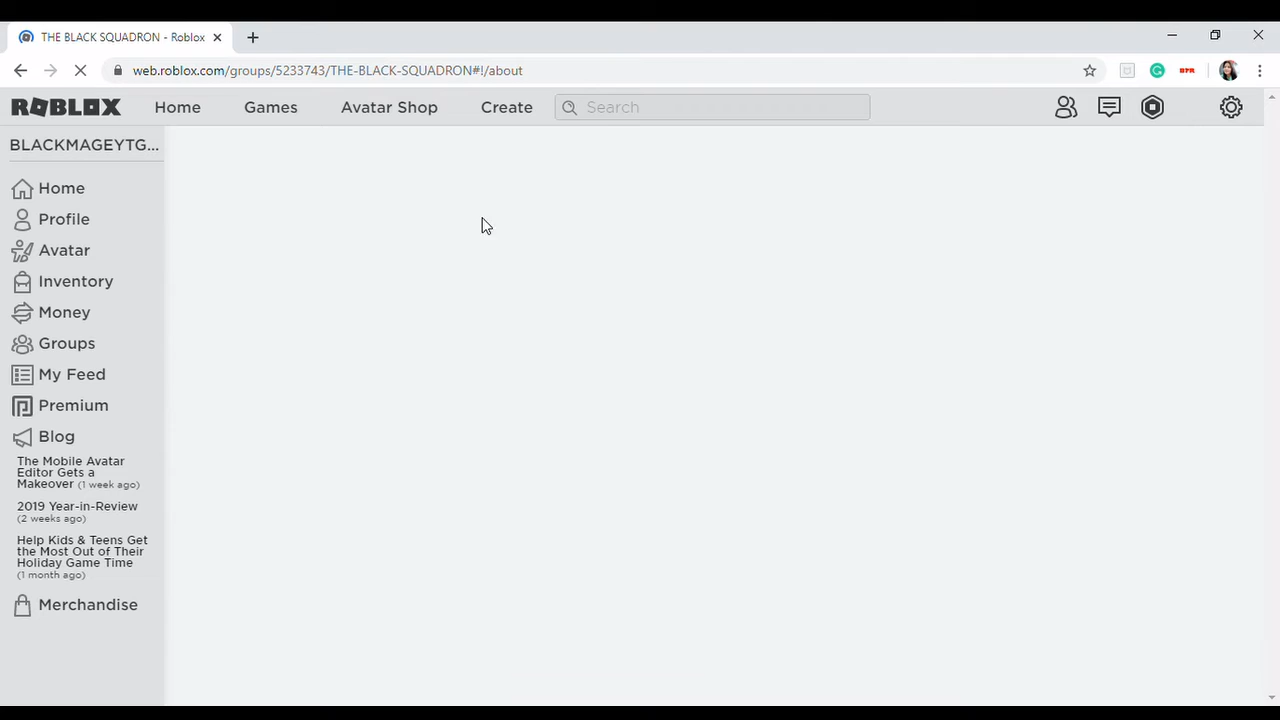 THE BLACK SQUADRON - Roblox
web.roblox.com/groups/5233743/THE-BLACK-SQUADRON#!/about
ROBLOX Home Games Avatar Shop Create Search
BLACKMAGEYTG...
Home
Profile
Avatar
Inventory
Money
Groups
My Feed
Premium
Blog
The Mobile Avatar
Editor Gets a
Makeover (1 week ago)
2019 Year-in-Review
(2 weeks ago)
Help Kids & Teens Get
the Most Out of Their
Holiday Game Time
(1 month ago)
Merchandise